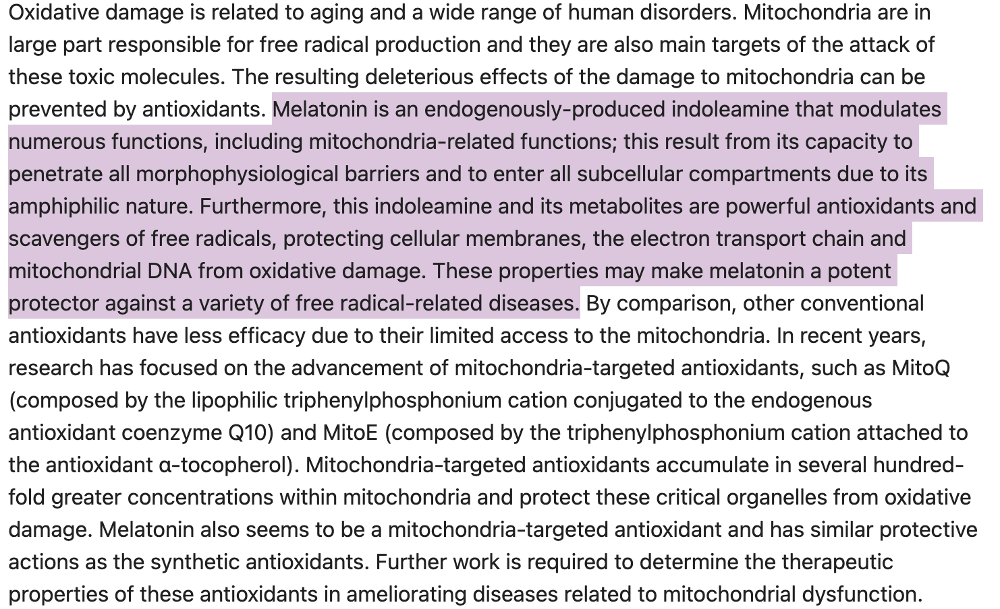 Oxidative damage is related to aging and a wide range of human disorders. Mitochondria are in
large part responsible for free radical production and they are also main targets of the attack of
these toxic molecules. The resulting deleterious effects of the damage to mitochondria can be
prevented by antioxidants. Melatonin is an endogenously-produced indoleamine that modulates
numerous functions, including mitochondria-related functions; this result from its capacity to
penetrate all morphophysiological barriers and to enter all subcellular compartments due to its
amphiphilic nature. Furthermore, this indoleamine and its metabolites are powerful antioxidants and
scavengers of free radicals, protecting cellular membranes, the electron transport chain and
mitochondrial DNA from oxidative damage. These properties may make melatonin a potent
protector against a variety of free radical-related diseases. By comparison, other conventional
antioxidants have less efficacy due to their limited access to the mitochondria. In recent years,
research has focused on the advancement of mitochondria-targeted antioxidants, such as MitoQ
(composed by the lipophilic triphenylphosphonium cation conjugated to the endogenous
antioxidant coenzyme Q10) and MitoE (composed by the triphenylphosphonium cation attached to
the antioxidant α-tocopherol). Mitochondria-targeted antioxidants accumulate in several hundred-
fold greater concentrations within mitochondria and protect these critical organelles from oxidative
damage. Melatonin also seems to be a mitochondria-targeted antioxidant and has similar protective
actions as the synthetic antioxidants. Further work is required to determine the therapeutic
properties of these antioxidants in ameliorating diseases related to mitochondrial dysfunction.